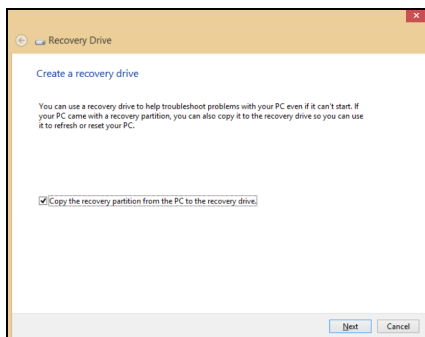 Recovery Drive
Create a recovery drive
You can use a recovery drive to help troubleshoot problems with your PC even if it can't start. If
your PC came with a recovery partition, you can also copy it to the recovery drive so you can use
it to refresh or reset your PC.
Copy the recovery partition from the PC to the recovery drive.
Next Cancel